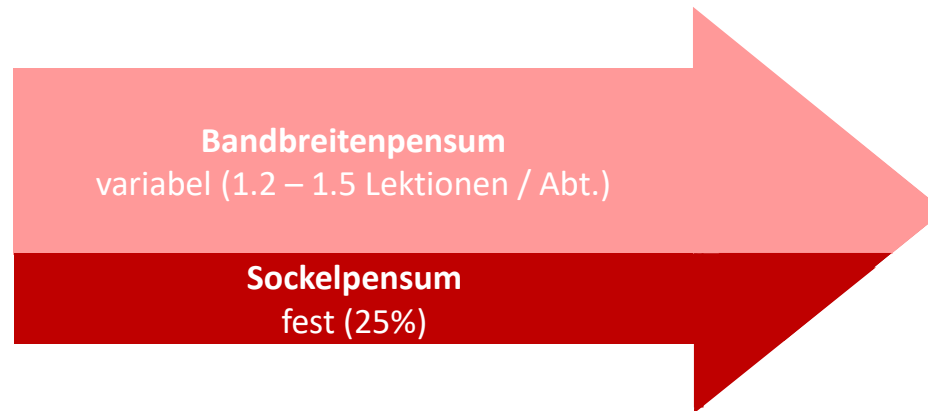 Bandbreitenpensum
variabel (1.2 – 1.5 Lektionen / Abt.)
Sockelpensum
fest (25%)